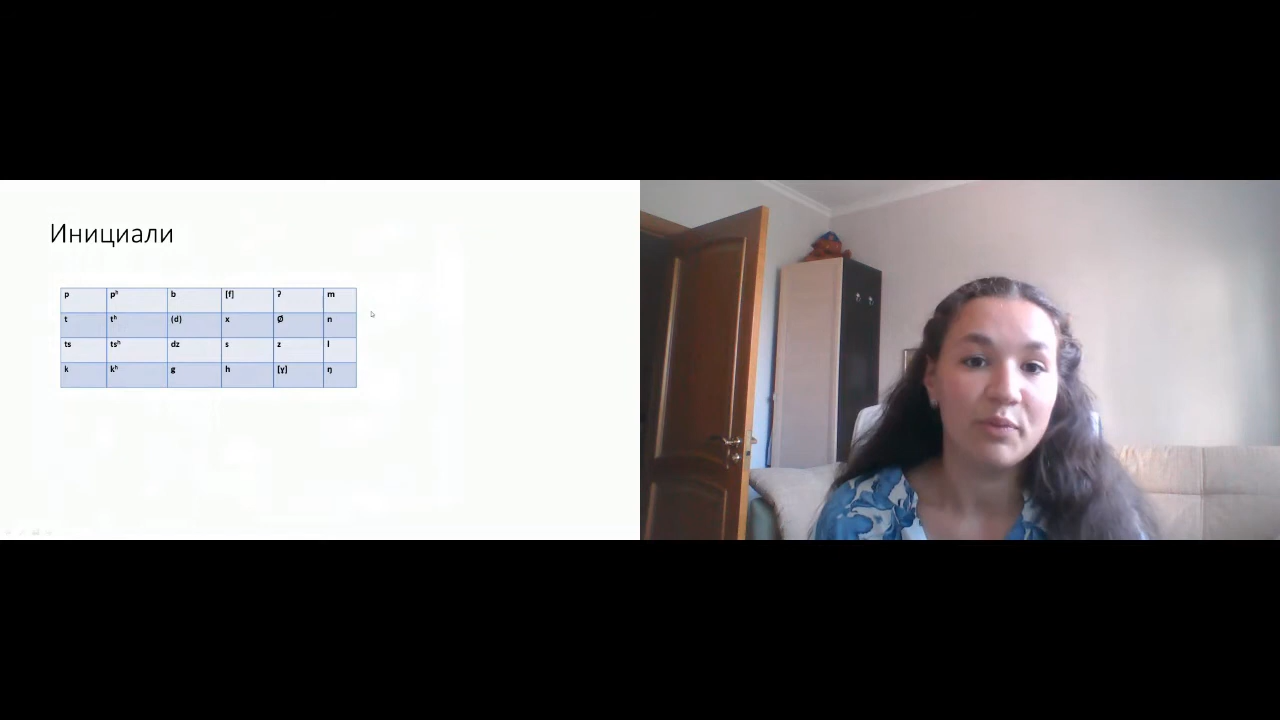 Инициали
p pʰ b [f] ʔ m
t tʰ (d) x Ø n
ts tsʰ dz s z l
k kʰ g h [ɣ] ŋ